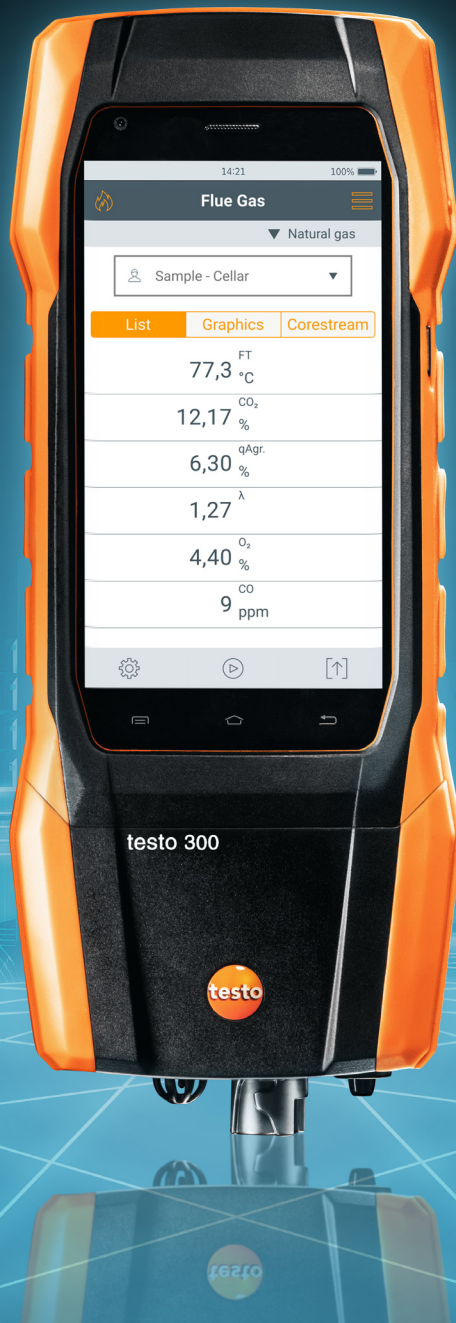 14:21 100%
Flue Gas
Natural gas
Sample - Cellar
List Graphics Corestream
77,3 FT °C
12,17 CO₂ %
6,30 qAgr. %
1,27 λ
4,40 O₂ %
9 CO ppm
testo 300
testo
testo